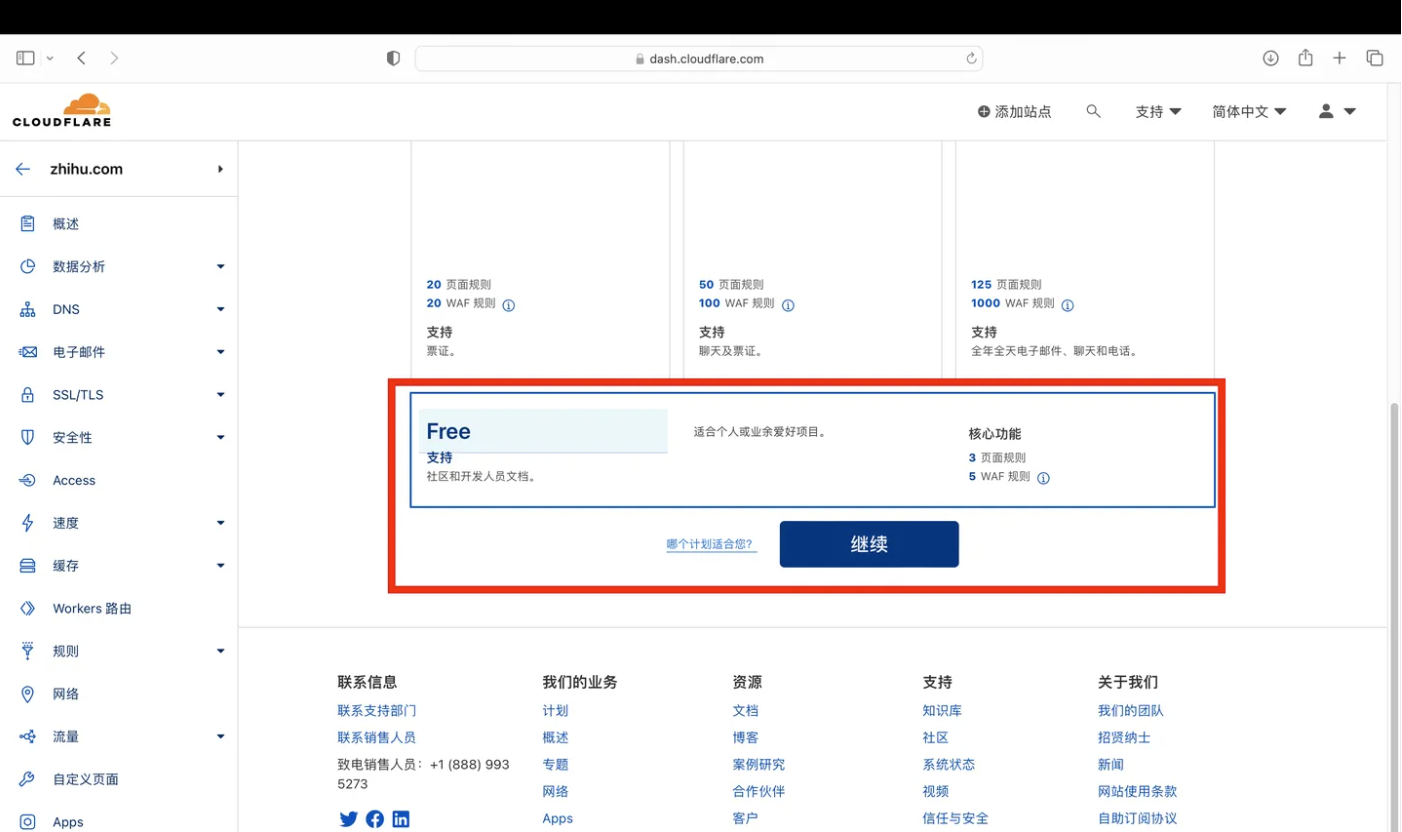 dash.cloudflare.com
CLOUDFLARE
添加站点
支持
简体中文
zhihu.com
概述
数据分析
DNS
电子邮件
SSL/TLS
安全性
Access
速度
缓存
Workers 路由
规则
网络
流量
自定义页面
Apps
20 页面规则
20 WAF 规则
支持
票证。
50 页面规则
100 WAF 规则
支持
聊天及票证。
125 页面规则
1000 WAF 规则
支持
全年全天电子邮件、聊天和电话。
Free
支持
社区和开发人员文档。
适合个人或业余爱好项目。
核心功能
3 页面规则
5 WAF 规则
哪个计划适合您?
继续
联系信息
联系支持部门
联系销售人员
致电销售人员：+1 (888) 993
5273
我们的业务
计划
概述
专题
网络
Apps
资源
文档
博客
案例研究
合作伙伴
客户
支持
知识库
社区
系统状态
视频
信任与安全
关于我们
我们的团队
招贤纳士
新闻
网站使用条款
自助订阅协议